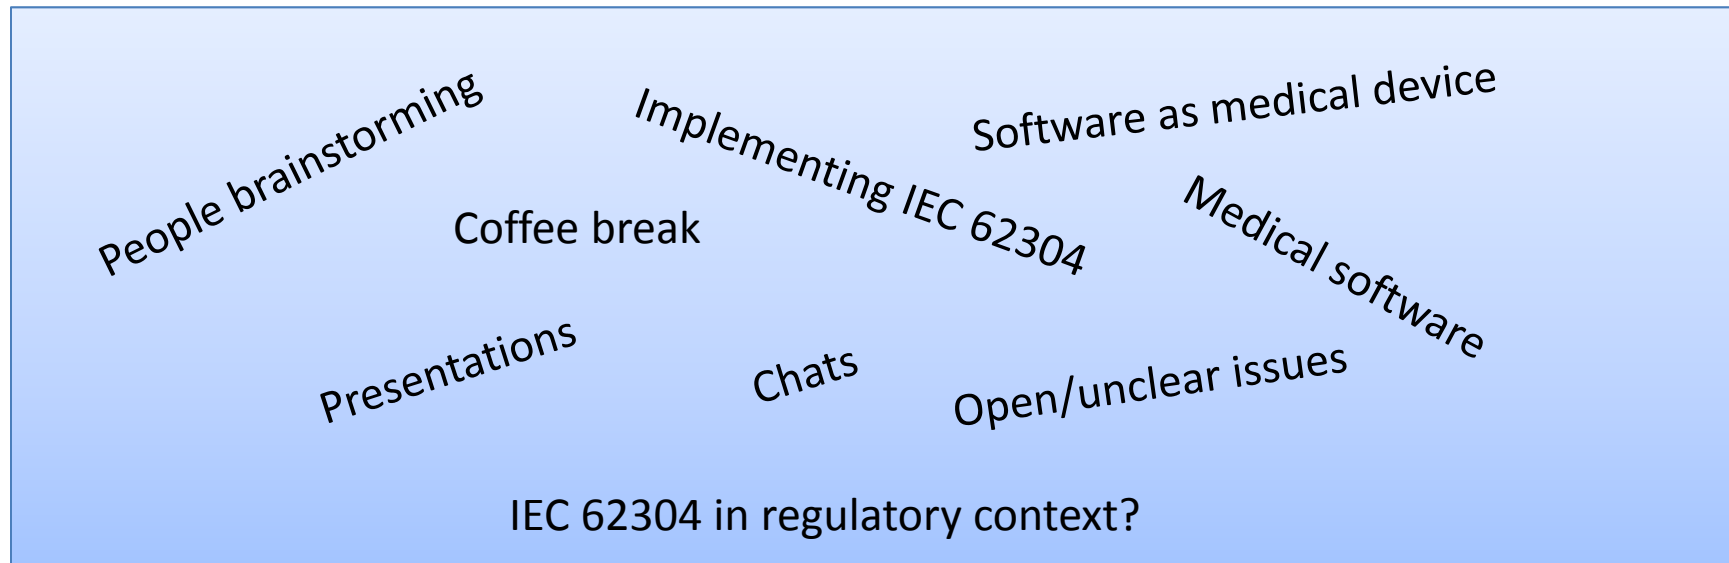 People brainstorming
Implementing IEC 62304
Software as medical device
Coffee break
Medical software
Presentations
Chats
Open/unclear issues
IEC 62304 in regulatory context?